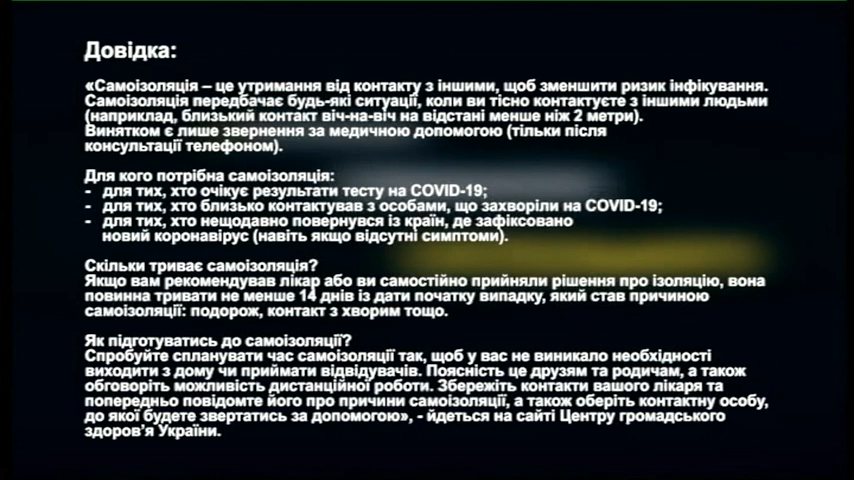 Довідка:
«Самоізоляція – це утримання від контакту з іншими, щоб зменшити ризик інфікування.
Самоізоляція передбачає будь-які ситуації, коли ви тісно контактуєте з іншими людьми
(наприклад, близький контакт віч-на-віч на відстані менше ніж 2 метри).
Винятком є лише звернення за медичною допомогою (тільки після
консультації телефоном).
Для кого потрібна самоізоляція:
- для тих, хто очікує результати тесту на COVID-19;
- для тих, хто близько контактував з особами, що захворіли на COVID-19;
- для тих, хто нещодавно повернувся із країн, де зафіксовано
новий коронавірус (навіть якщо відсутні симптоми).
Скільки триває самоізоляція?
Якщо вам рекомендував лікар або ви самостійно прийняли рішення про ізоляцію, вона
повинна тривати не менше 14 днів із дати початку випадку, який став причиною
самоізоляції: подорож, контакт з хворим тощо.
Як підготуватись до самоізоляції?
Спробуйте спланувати час самоізоляції так, щоб у вас не виникало необхідності
виходити з дому чи приймати відвідувачів. Поясніть це друзям та родичам, а також
обговоріть можливість дистанційної роботи. Збережіть контакти вашого лікаря та
попередньо повідомте його про причини самоізоляції, а також оберіть контактну особу,
до якої будете звертатись за допомогою», - йдеться на сайті Центру громадського
здоров’я України.